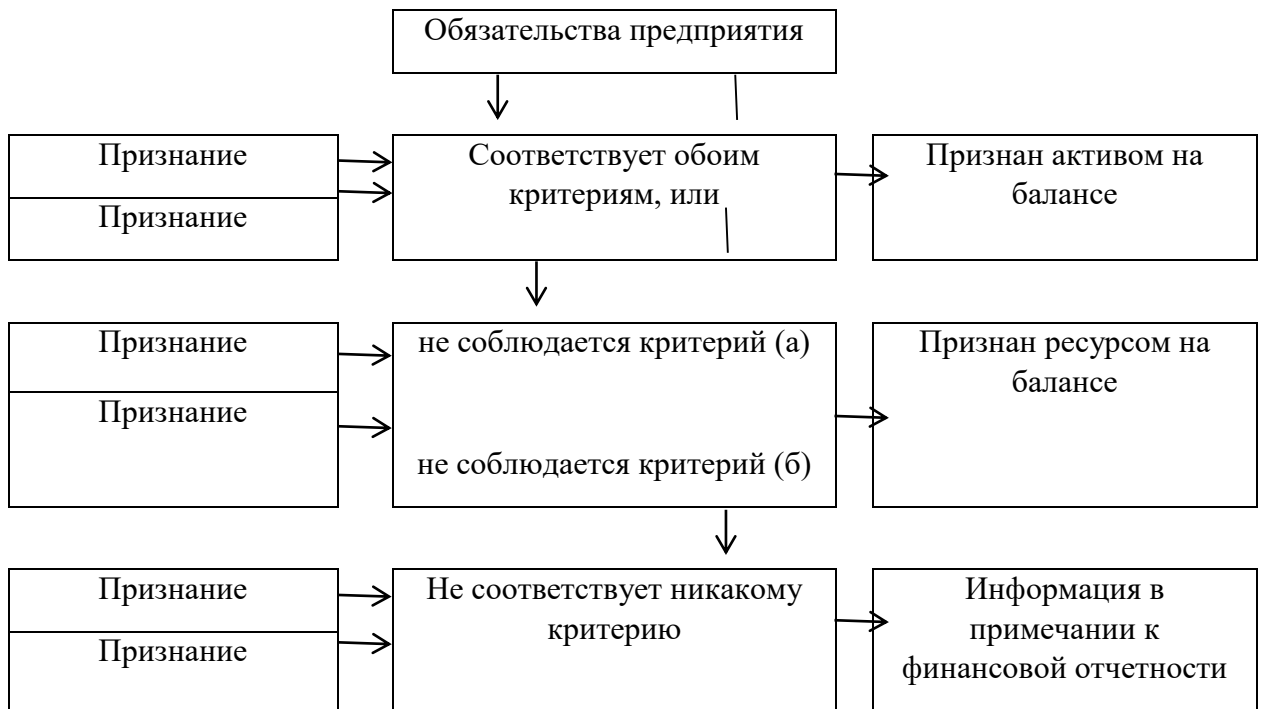 Обязательства предприятия
Признание
Признание
Соответствует обоим
критериям, или
Признан активом на
балансе
Признание
Признание
не соблюдается критерий (а)
не соблюдается критерий (б)
Признан ресурсом на
балансе
Признание
Признание
Не соответствует никакому
критерию
Информация в
примечании к
финансовой отчетности